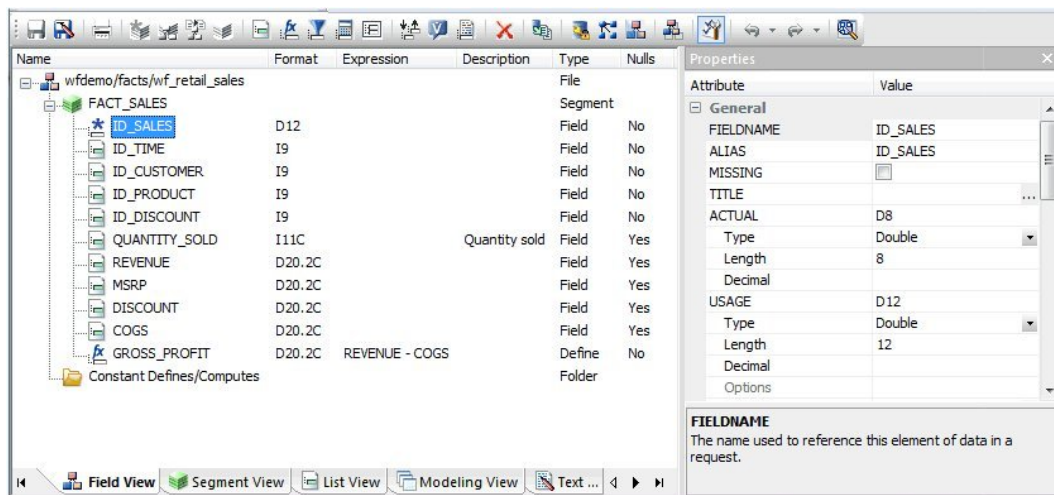 Name Format Expression Description Type Nulls
wfdemo/facts/wf_retail_sales File
FACT_SALES Segment
ID_SALES D12 Field No
ID_TIME I9 Field No
ID_CUSTOMER I9 Field No
ID_PRODUCT I9 Field No
ID_DISCOUNT I9 Field No
QUANTITY_SOLD I11C Quantity sold Field Yes
REVENUE D20.2C Field Yes
MSRP D20.2C Field Yes
DISCOUNT D20.2C Field Yes
COGS D20.2C Field Yes
GROSS_PROFIT D20.2C REVENUE - COGS Define No
Constant Defines/Computes Folder
Field View Segment View List View Modeling View Text ...
Properties
Attribute Value
General
FIELDNAME ID_SALES
ALIAS ID_SALES
MISSING
TITLE ...
ACTUAL D8
Type Double
Length 8
Decimal
USAGE D12
Type Double
Length 12
Decimal
Options
FIELDNAME
The name used to reference this element of data in a
request.